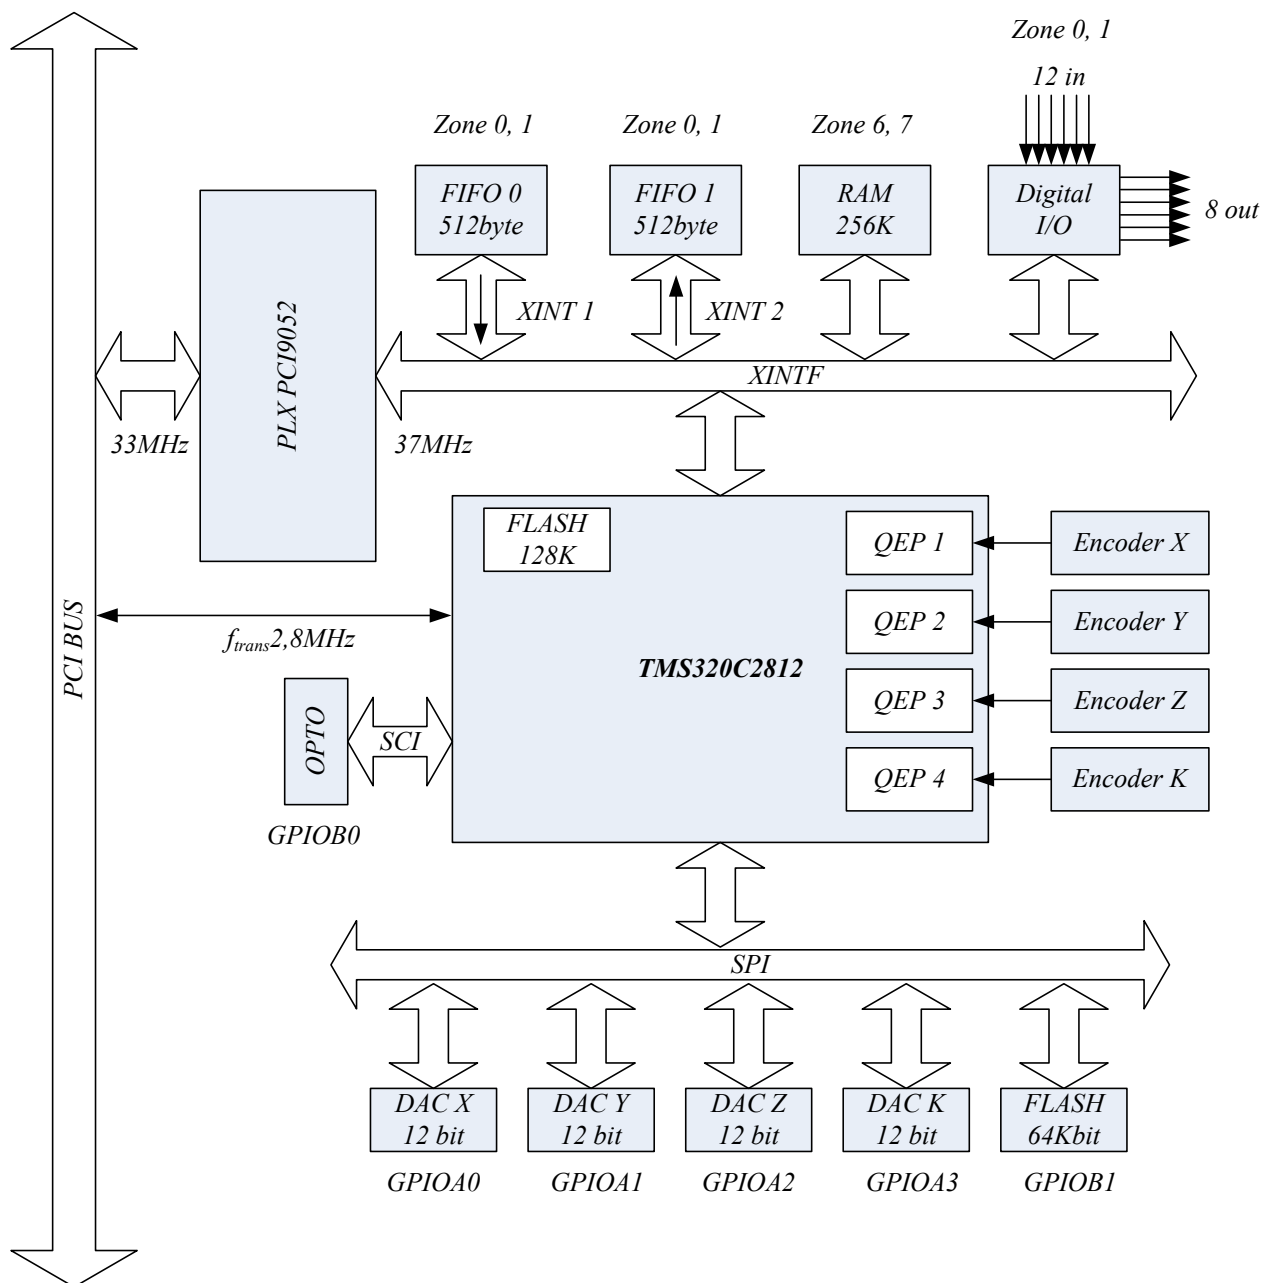 Zone 0, 1
12 in
Zone 0, 1
Zone 0, 1
Zone 6, 7
FIFO 0
512byte
FIFO 1
512byte
RAM
256K
Digital
I/O
8 out
XINT 1
XINT 2
PLX PCI9052
XINTF
33MHz
37MHz
FLASH
128K
QEP 1
Encoder X
QEP 2
Encoder Y
PCI BUS
ftrans2,8MHz
TMS320C2812
QEP 3
Encoder Z
OPTO
SCI
QEP 4
Encoder K
GPIOB0
SPI
DAC X
12 bit
DAC Y
12 bit
DAC Z
12 bit
DAC K
12 bit
FLASH
64Kbit
GPIOA0
GPIOA1
GPIOA2
GPIOA3
GPIOB1